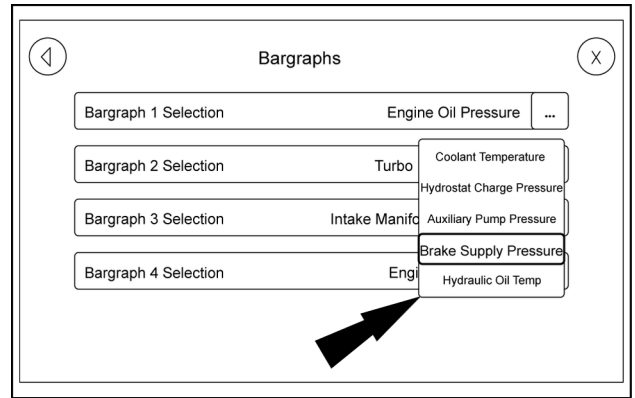 Bargraphs
X
Bargraph 1 Selection Engine Oil Pressure ...
Bargraph 2 Selection Turbo
Coolant Temperature
Hydrostat Charge Pressure
Bargraph 3 Selection Intake Manifo
Auxiliary Pump Pressure
Brake Supply Pressure
Bargraph 4 Selection Engi
Hydraulic Oil Temp